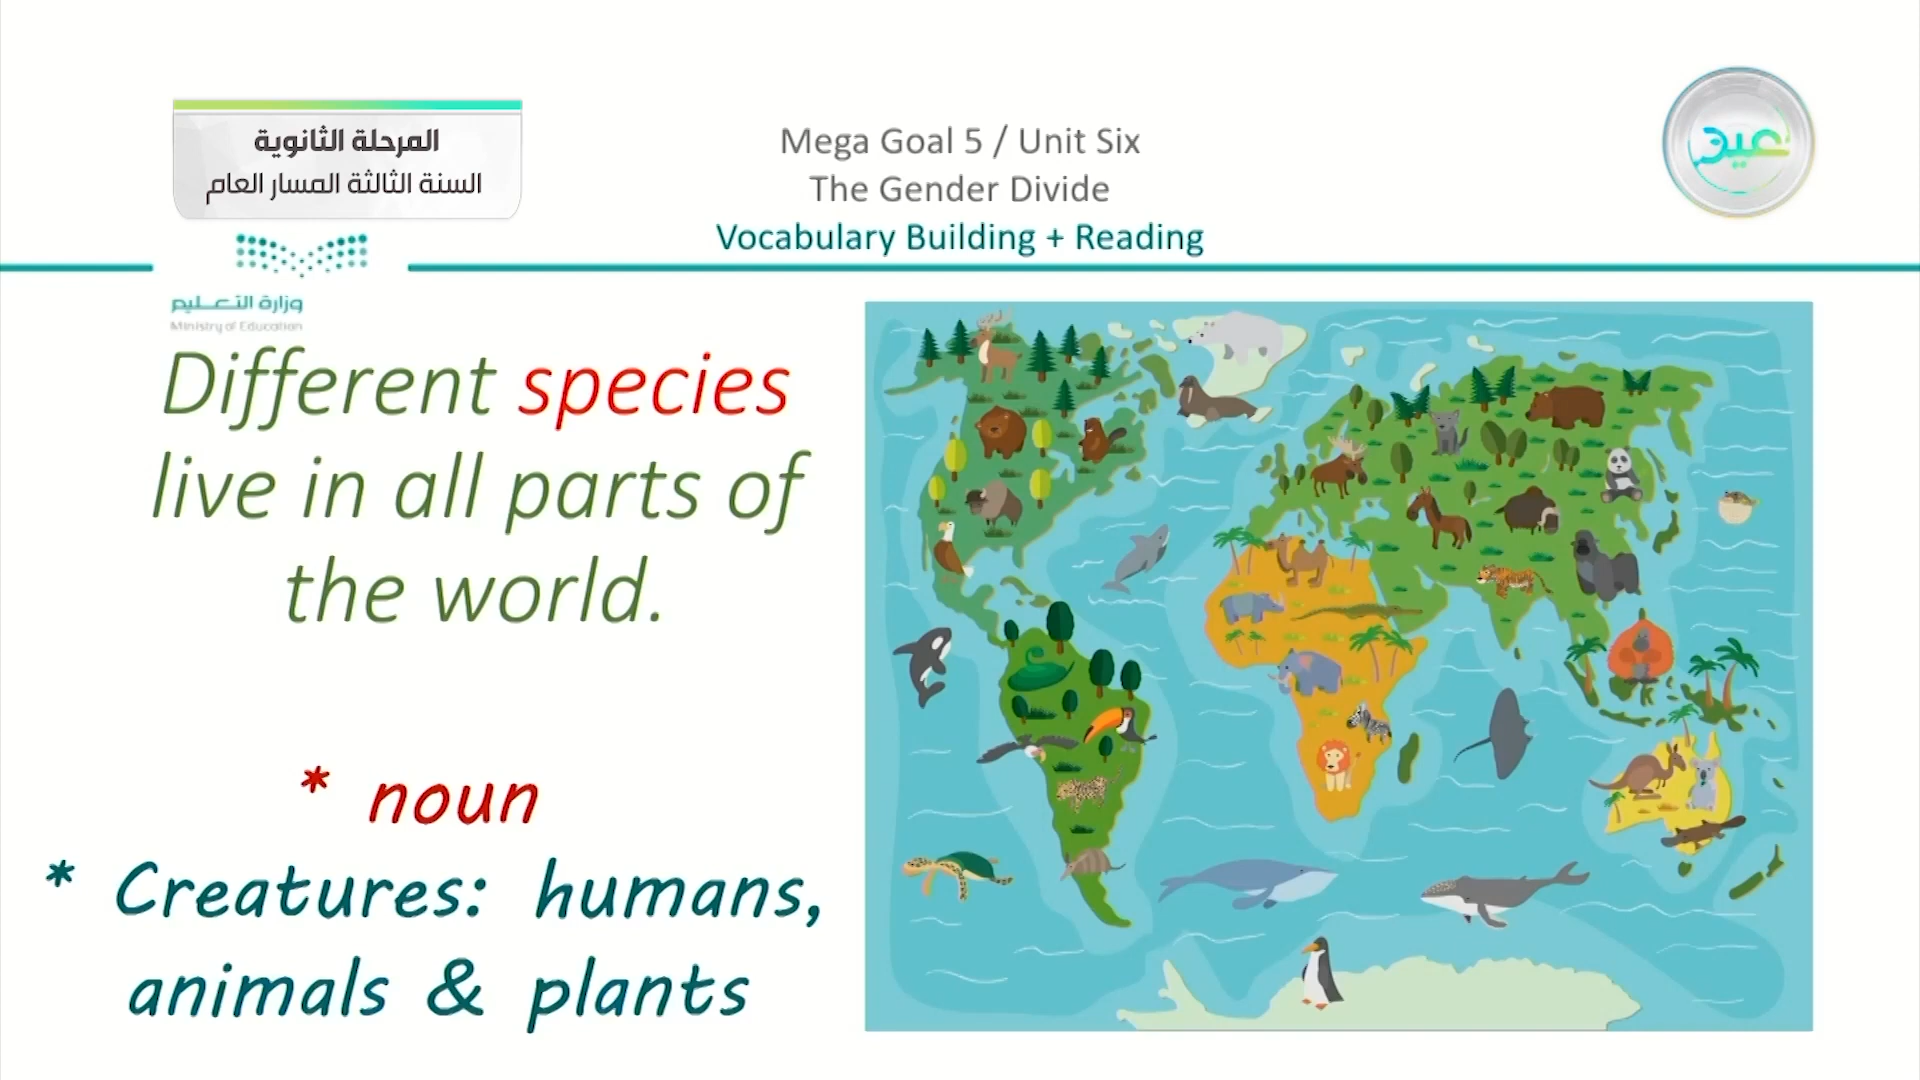 المرحلة الثانوية
السنة الثالثة المسار العام
Mega Goal 5 / Unit Six
The Gender Divide
Vocabulary Building + Reading
عين
وزارة التعليم
Ministry of Education
Different species
live in all parts of
the world.
* noun
* Creatures: humans,
animals & plants